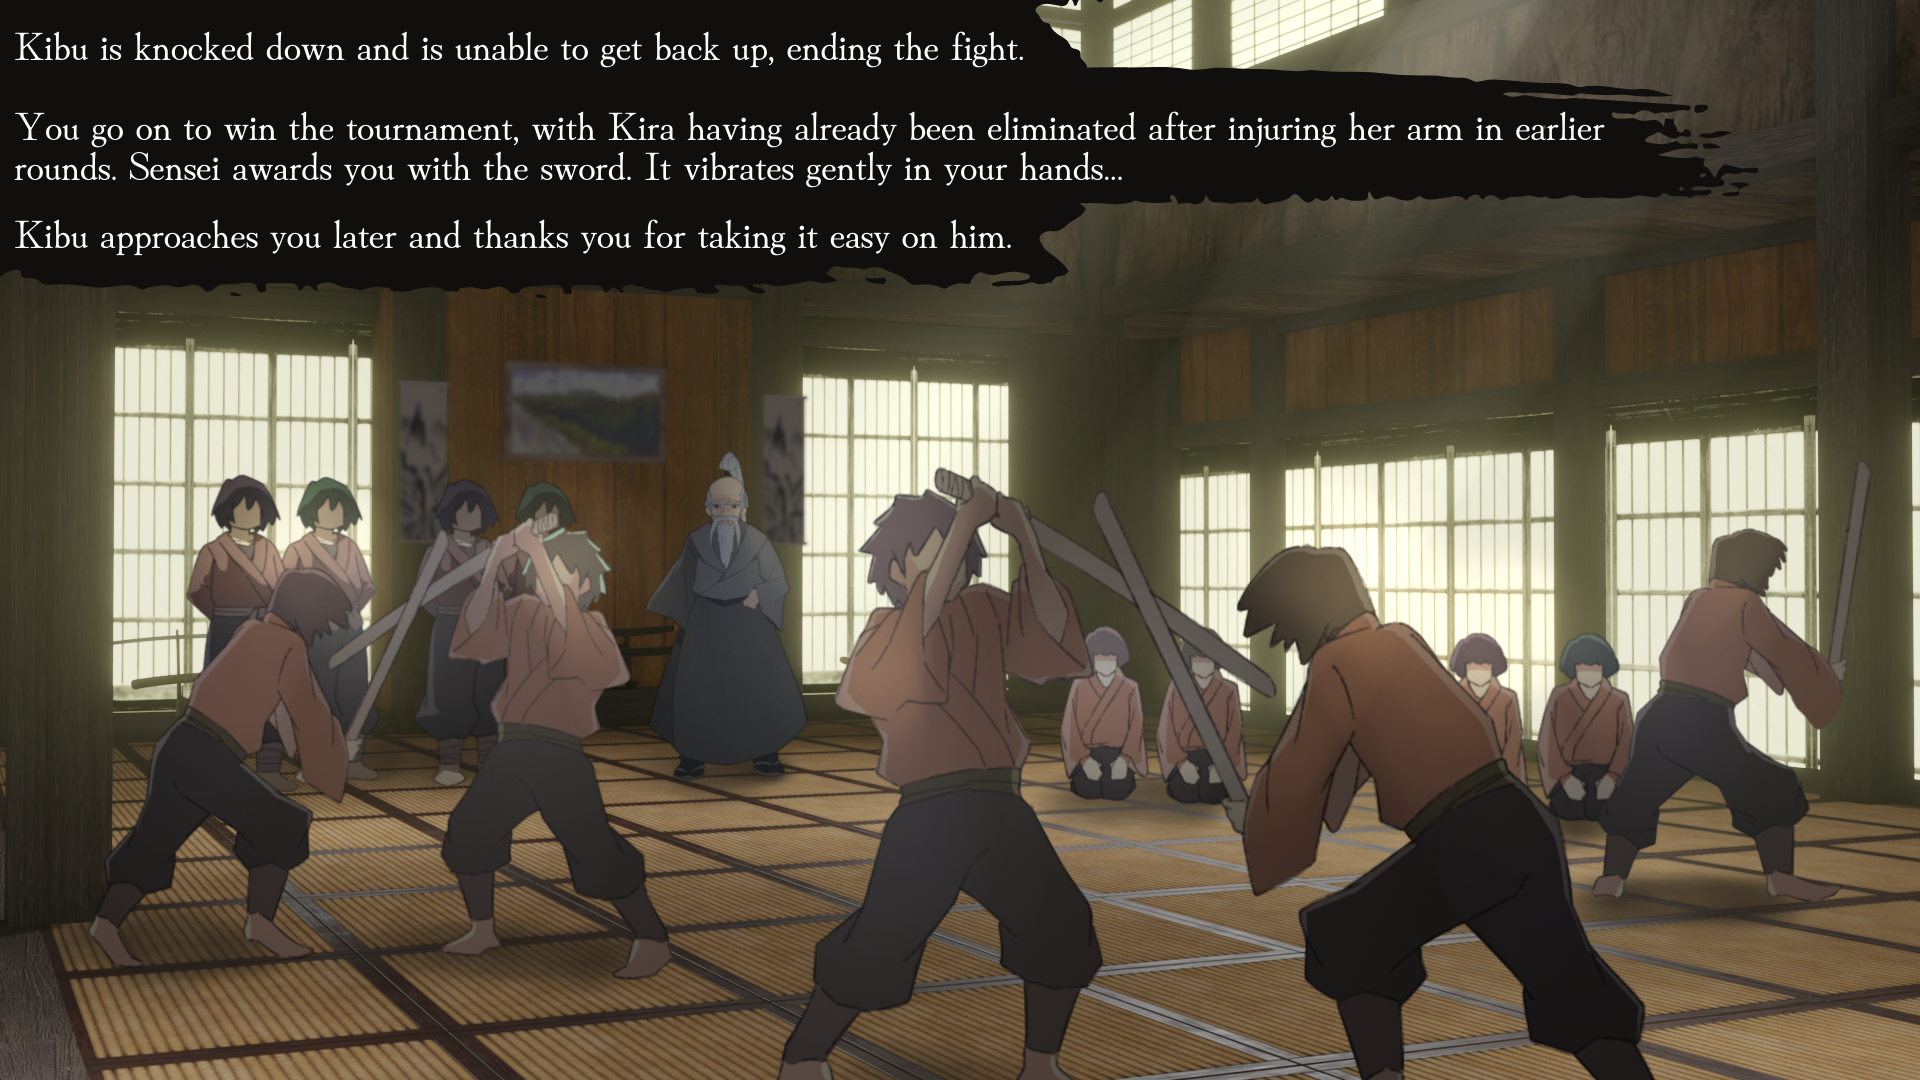 Kibu is knocked down and is unable to get back up, ending the fight.
You go on to win the tournament, with Kira having already been eliminated after injuring her arm in earlier
rounds. Sensei awards you with the sword. It vibrates gently in your hands...
Kibu approaches you later and thanks you for taking it easy on him.